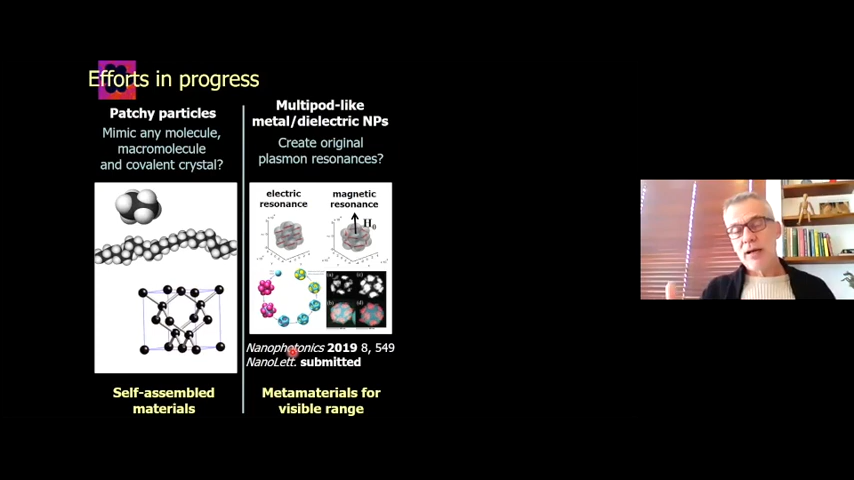 Efforts in progress
Patchy particles
Mimic any molecule,
macromolecule
and covalent crystal?
Self-assembled
materials
Multipod-like
metal/dielectric NPs
Create original
plasmon resonances?
electric
resonance
magnetic
resonance
H₀
(a)
(c)
(b)
(d)
Nanophotonics 2019 8, 549
NanoLett. submitted
Metamaterials for
visible range